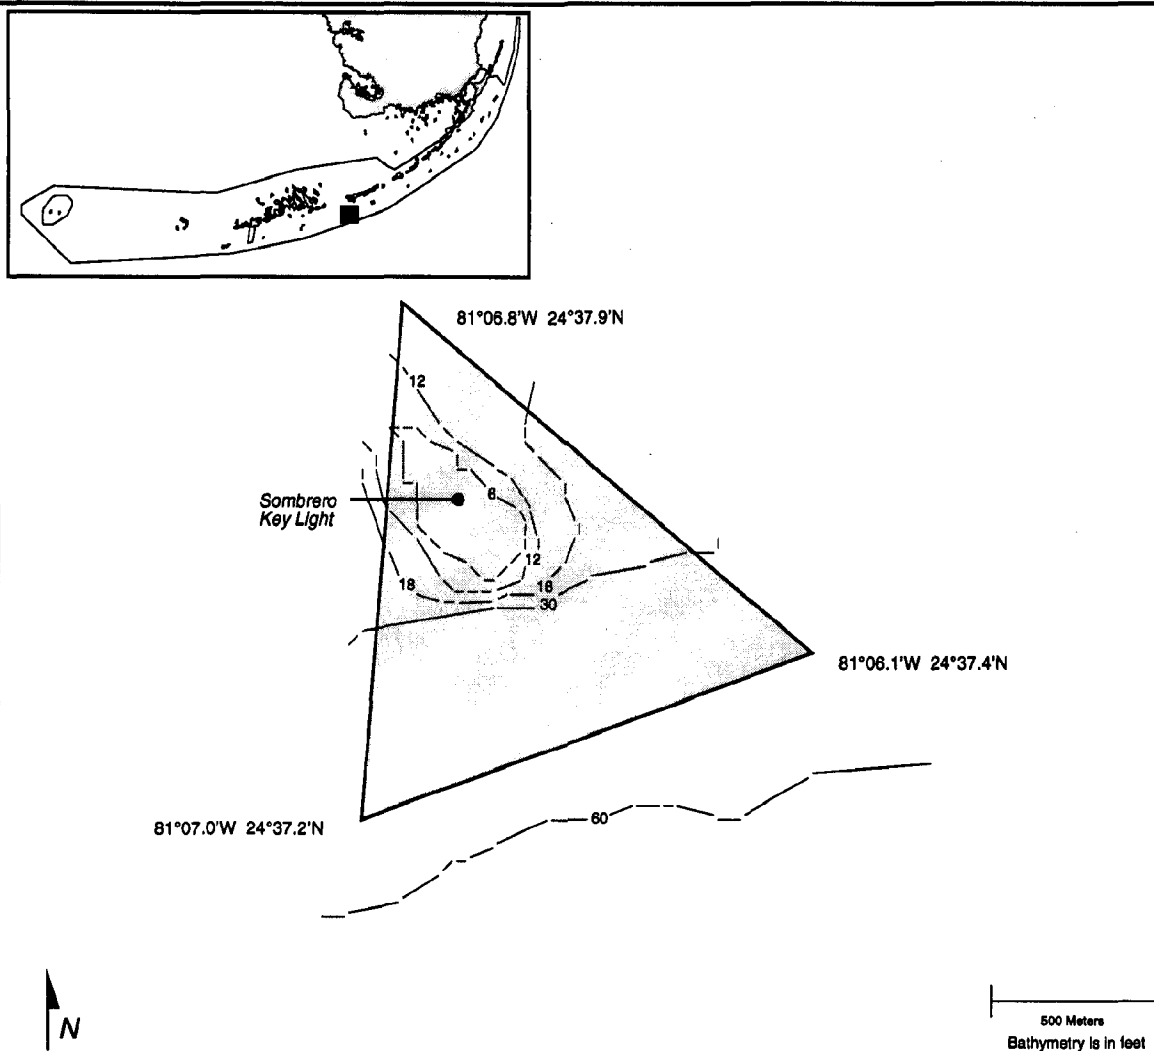 81°06.8'W 24°37.9'N
12
6
Sombrero
Key Light
12
18
18
30
81°06.1'W 24°37.4'N
81°07.0'W 24°37.2'N
60
N
500 Meters
Bathymetry is in feet